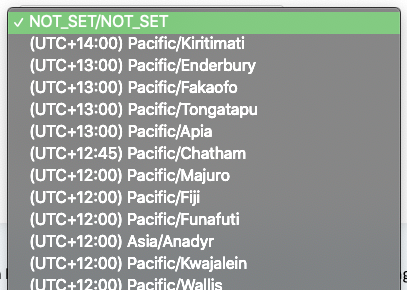 ✓ NOT_SET/NOT_SET
(UTC+14:00) Pacific/Kiritimati
(UTC+13:00) Pacific/Enderbury
(UTC+13:00) Pacific/Fakaofo
(UTC+13:00) Pacific/Tongatapu
(UTC+13:00) Pacific/Apia
(UTC+12:45) Pacific/Chatham
(UTC+12:00) Pacific/Majuro
(UTC+12:00) Pacific/Fiji
(UTC+12:00) Pacific/Funafuti
(UTC+12:00) Asia/Anadyr
(UTC+12:00) Pacific/Kwajalein
(UTC+12:00) Pacific/Wallis